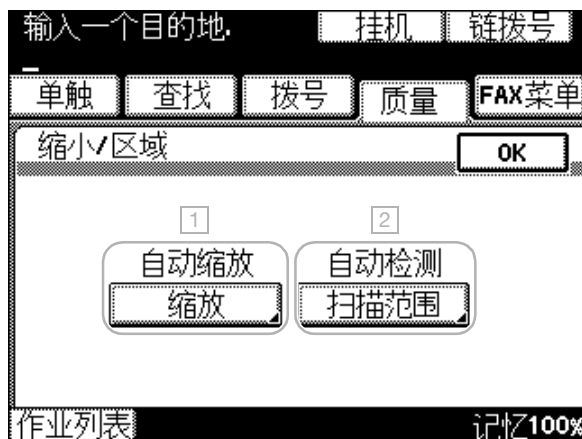 输入一个目的地. 挂机 链拨号
单触 查找 拨号 质量 FAX菜单
缩小/区域 OK
1 2
自动缩放 自动检测
缩放 扫描范围
作业列表 记忆100%